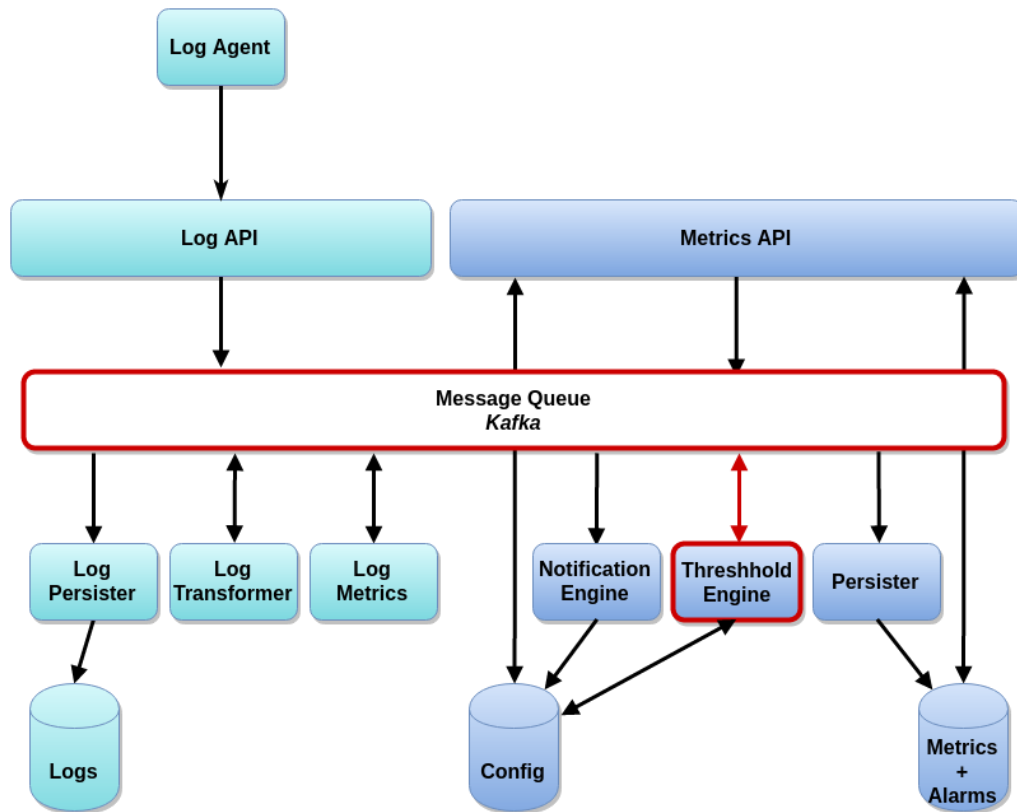 Log Agent
Log API
Metrics API
Message Queue
Kafka
Log
Persister
Log
Transformer
Log
Metrics
Notification
Engine
Threshhold
Engine
Persister
Logs
Config
Metrics
+
Alarms